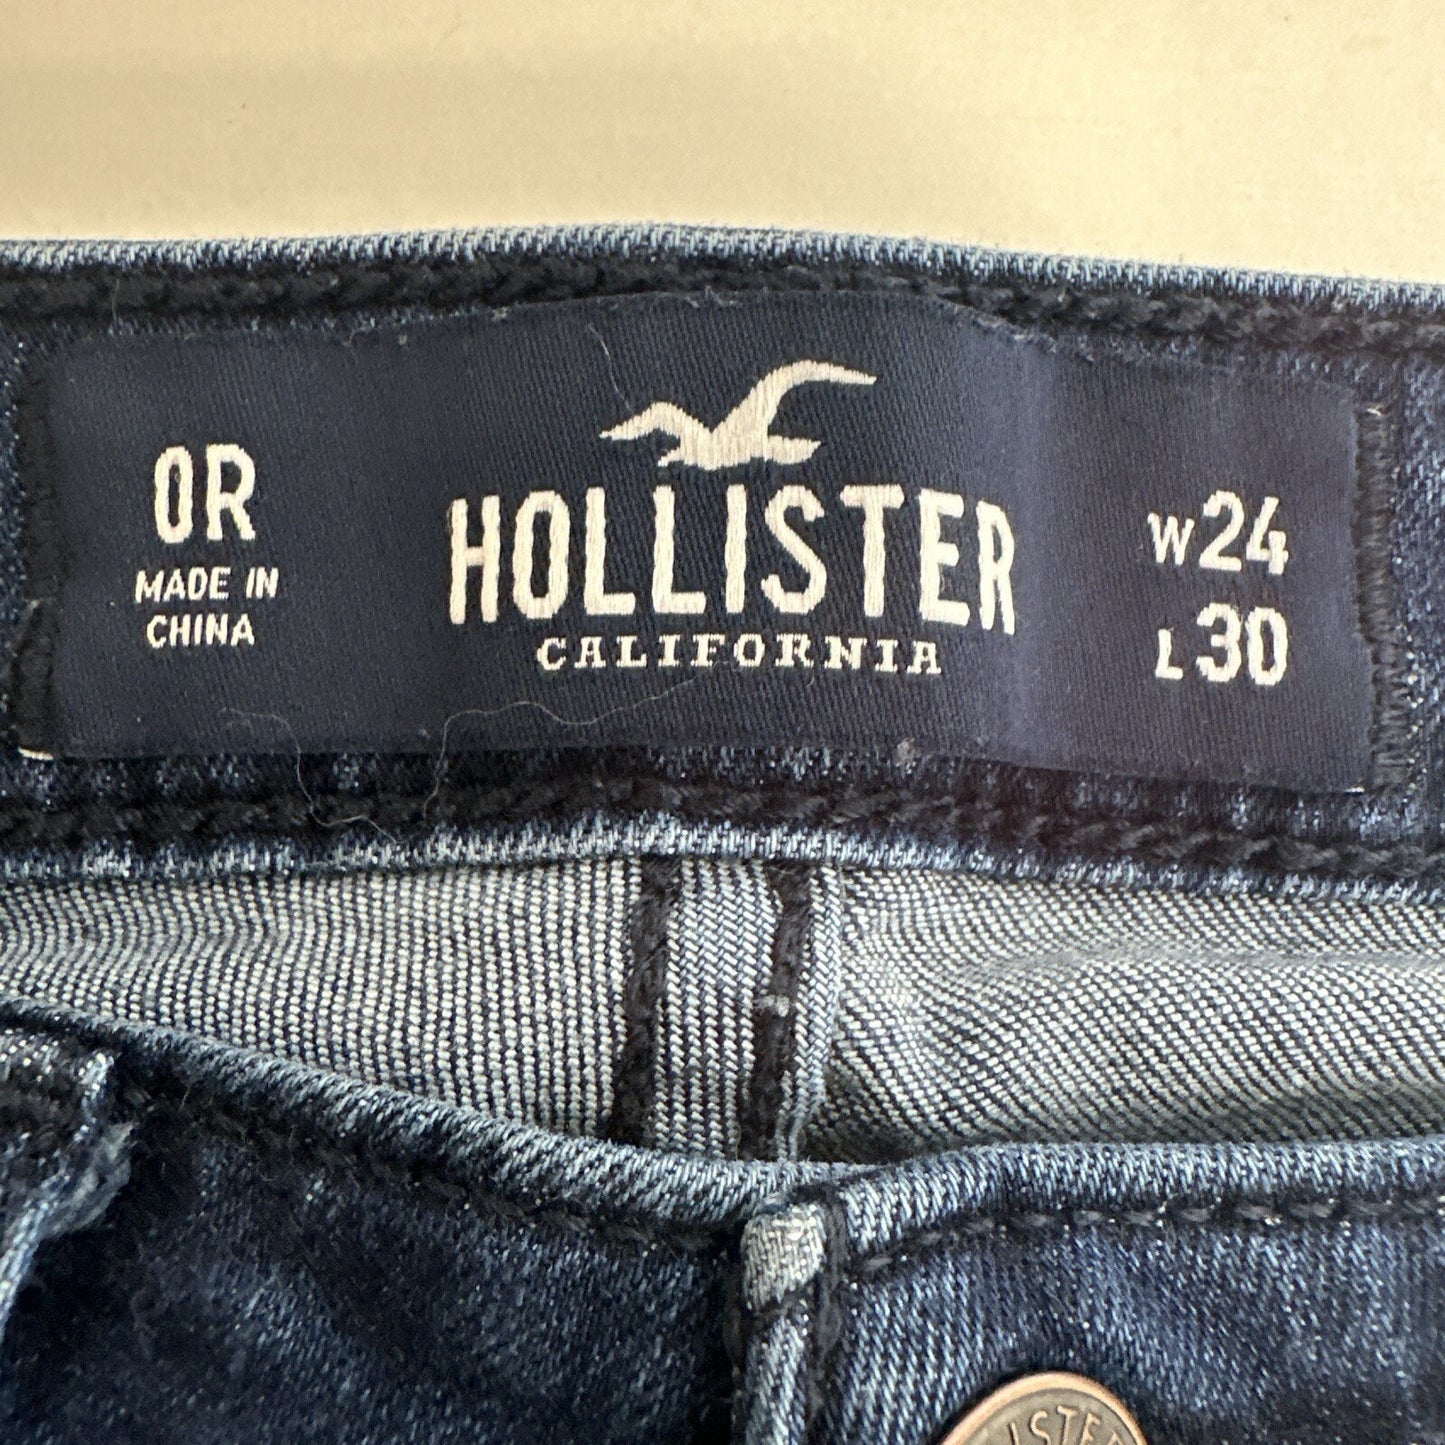 0R
MADE IN
CHINA
HOLLISTER
CALIFORNIA
W24
L30